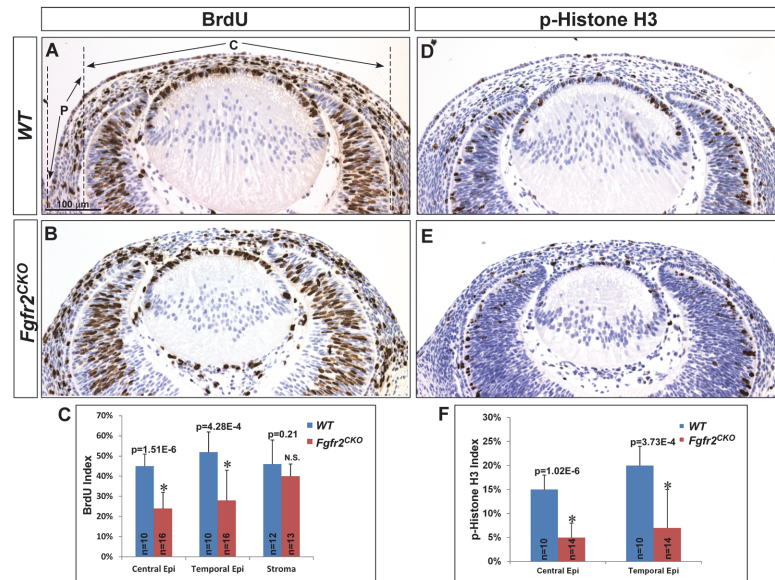 BrdU
p-Histone H3
WT
A
C
P
100 µm
D
Fgfr2CKO
B
E
C
BrdU Index
70%
60%
50%
40%
30%
20%
10%
0%
p=1.51E-6
p=4.28E-4
p=0.21
N.S.
*
*
WT
Fgfr2CKO
n=10
n=16
n=10
n=16
n=12
n=13
Central Epi
Temporal Epi
Stroma
F
p-Histone H3 Index
30%
25%
20%
15%
10%
5%
0%
p=1.02E-6
p=3.73E-4
*
*
WT
Fgfr2CKO
n=10
n=14
n=10
n=14
Central Epi
Temporal Epi